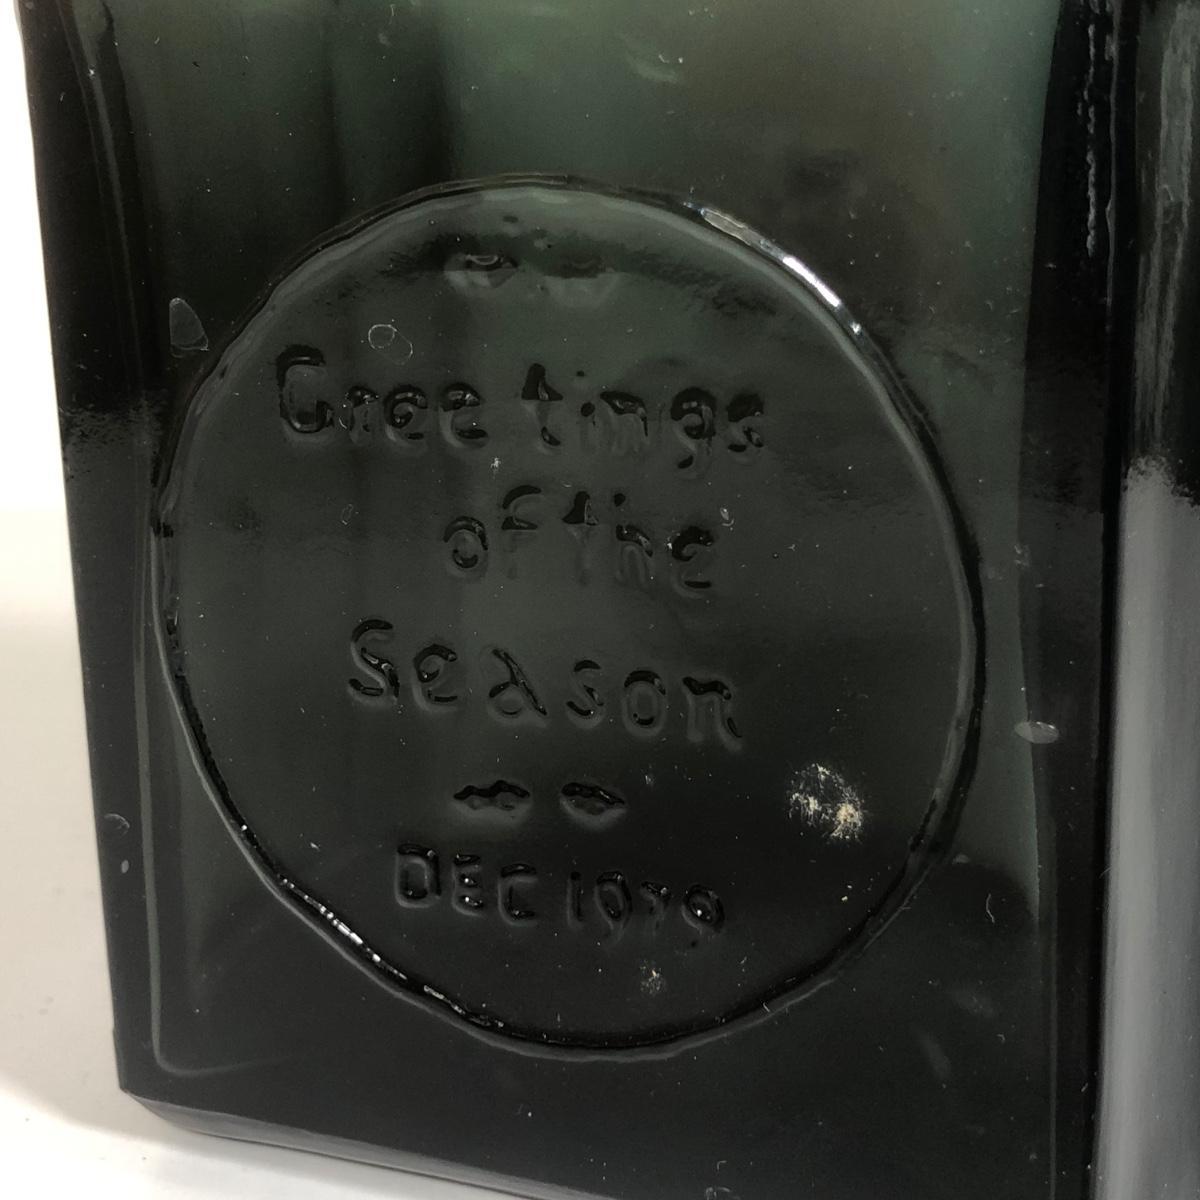 Greetings
of the
Season
DEC 1979